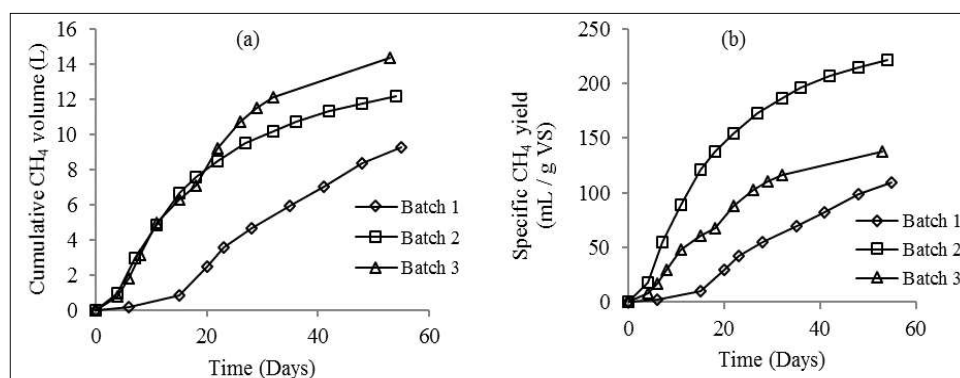 (a)
Cumulative CH₄ volume (L)
16
14
12
10
8
6
4
2
0
0 20 40 60
Time (Days)
Batch 1
Batch 2
Batch 3
(b)
Specific CH₄ yield
(mL / g VS)
250
200
150
100
50
0
0 20 40 60
Time (Days)
Batch 1
Batch 2
Batch 3